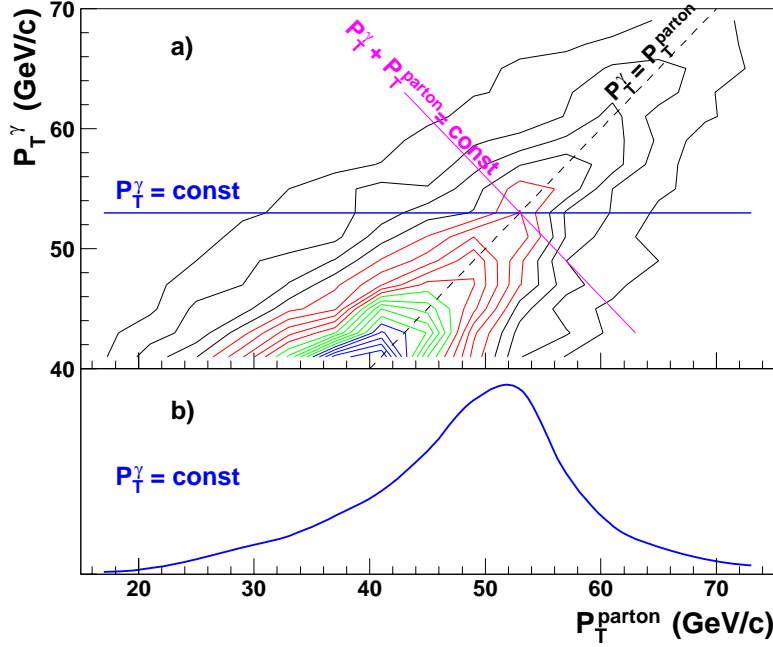 70
60
50
40
P_T^γ (GeV/c)
a)
P_T^γ + P_T^parton = const
P_T^γ = P_T^parton
P_T^γ = const
b)
P_T^γ = const
20 30 40 50 60 70
P_T^parton (GeV/c)